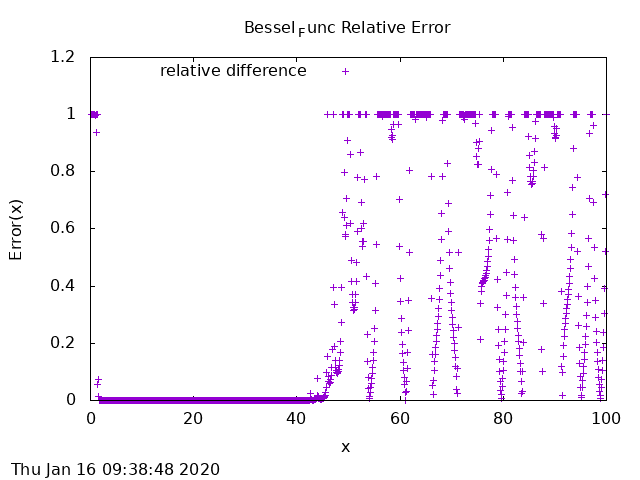 Bessel_Func Relative Error
relative difference
Error(x)
1.2
1
0.8
0.6
0.4
0.2
0
0 20 40 60 80 100
x
Thu Jan 16 09:38:48 2020